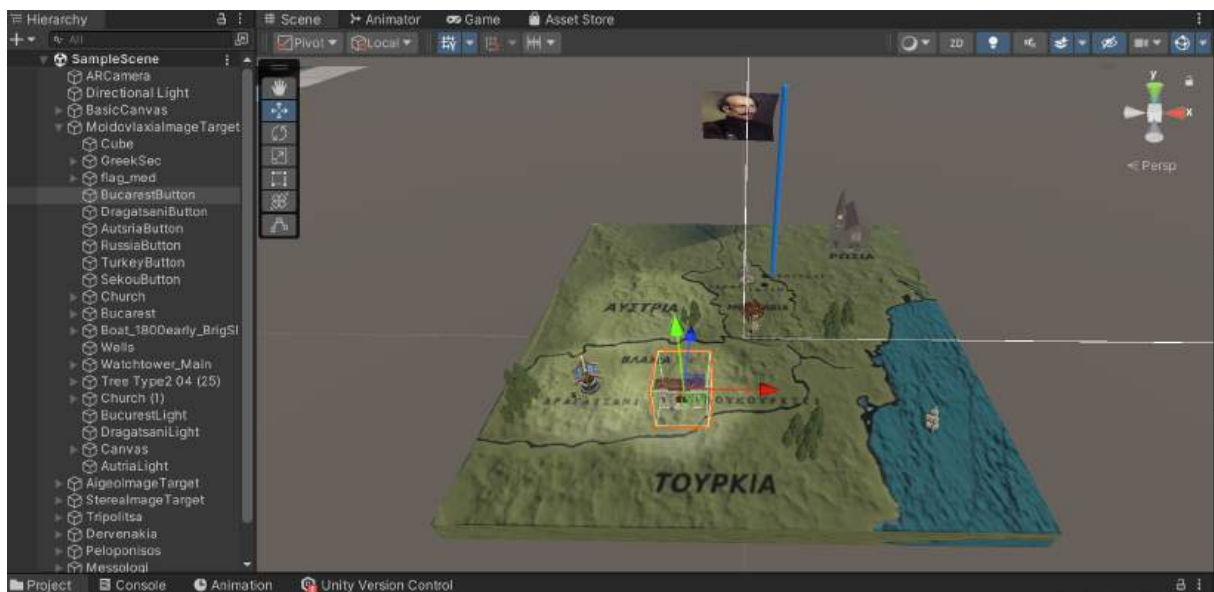 Hierarchy
Scene
Animator
Game
Asset Store
All
Pivot
Local
2D
SampleScene
ARCamera
Directional Light
BasicCanvas
MoldovlaxiaImageTarget
Cube
GreekSec
flag_med
BucarestButton
DragatsaniButton
AutsriaButton
RussiaButton
TurkeyButton
SekouButton
Church
Bucarest
Boat_1800early_BrigSl
Wells
Watchtower_Main
Tree Type2 04 (25)
Church (1)
BucurestLight
DragatsaniLight
Canvas
AutriaLight
AigeoImageTarget
StereaImageTarget
Tripolitsa
Dervenakia
Peloponisos
Messologi
y
x
Persp
ΡΩΣΙΑ
ΑΥΣΤΡΙΑ
ΒΛΑΧΙΑ
ΤΟΥΡΚΙΑ
Project
Console
Animation
Unity Version Control